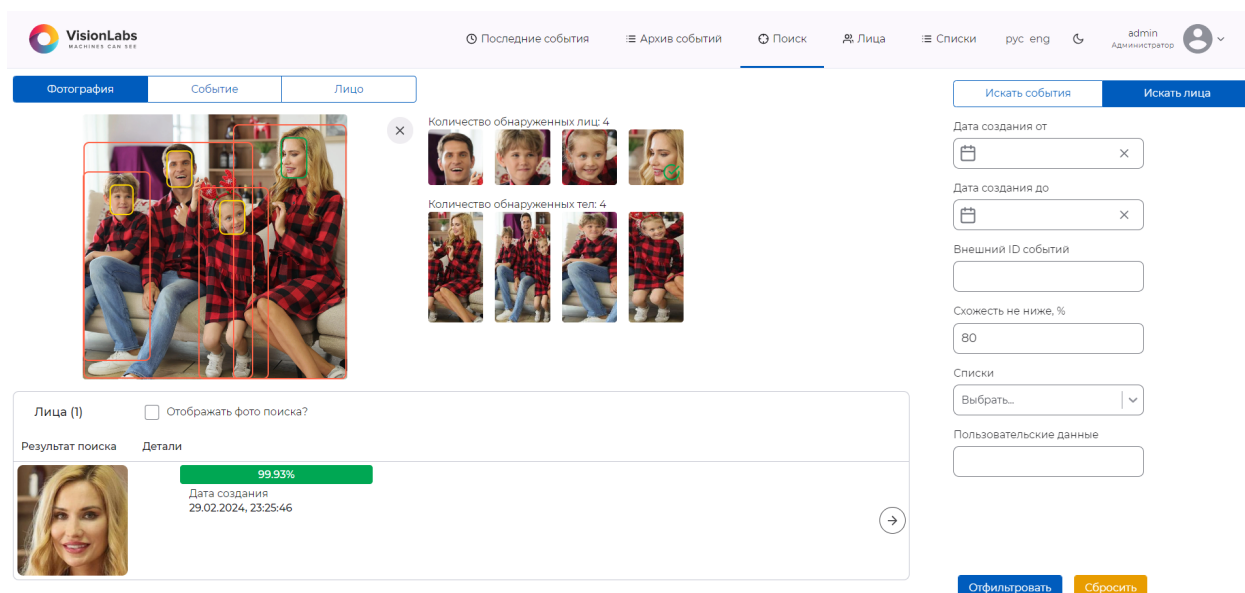 VisionLabs
MACHINES CAN SEE
Последние события
Архив событий
Поиск
Лица
Списки
рус eng
admin
Администратор
Фотография
Событие
Лицо
Количество обнаруженных лиц: 4
Количество обнаруженных тел: 4
Искать события
Искать лица
Дата создания от
Дата создания до
Внешний ID событий
Схожесть не ниже, %
80
Списки
Выбрать...
Пользовательские данные
Отфильтровать
Сбросить
Лица (1)
Отображать фото поиска?
Результат поиска
Детали
99.93%
Дата создания
29.02.2024, 23:25:46